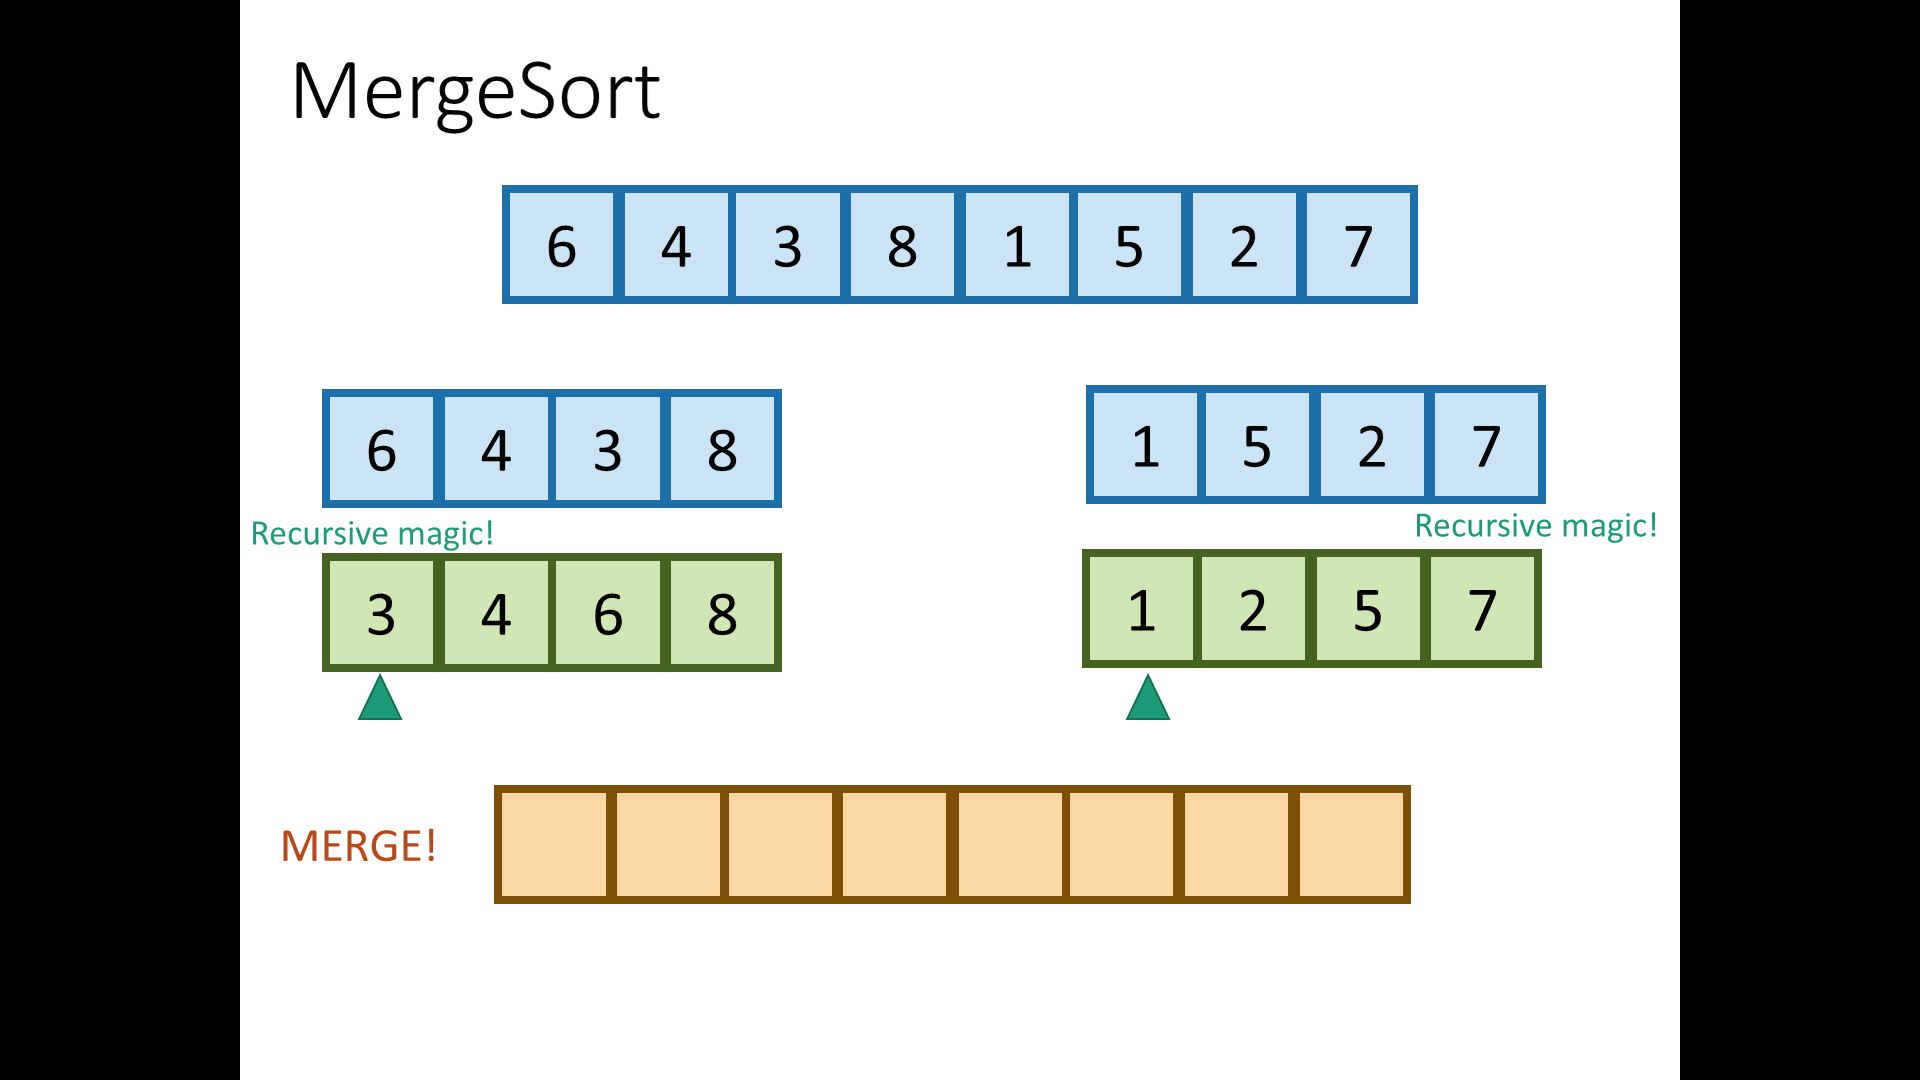 MergeSort
6 4 3 8 1 5 2 7
6 4 3 8
1 5 2 7
Recursive magic!
Recursive magic!
3 4 6 8
1 2 5 7
MERGE!